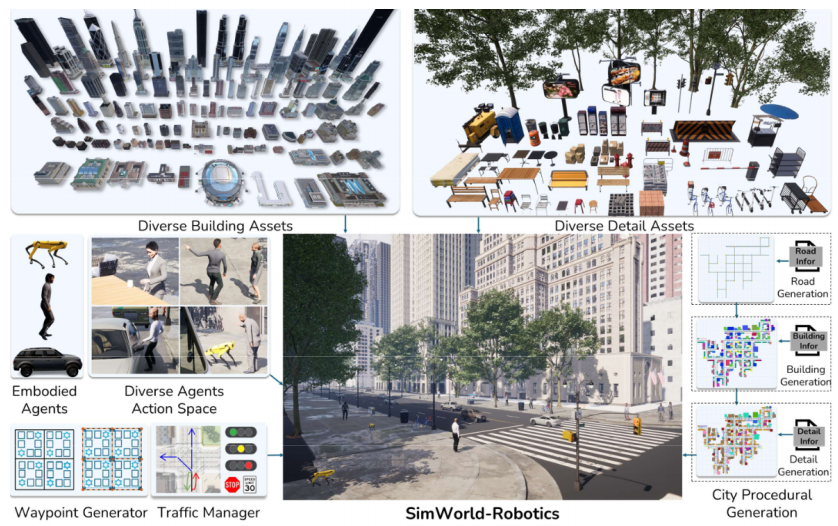 Diverse Building Assets
Diverse Detail Assets
Embodied
Agents
Diverse Agents
Action Space
Waypoint Generator
Traffic Manager
STOP
SPEED
LIMIT
30
SimWorld-Robotics
Road
Infor
Road
Generation
Building
Infor
Building
Generation
Detail
Infor
Detail
Generation
City Procedural
Generation